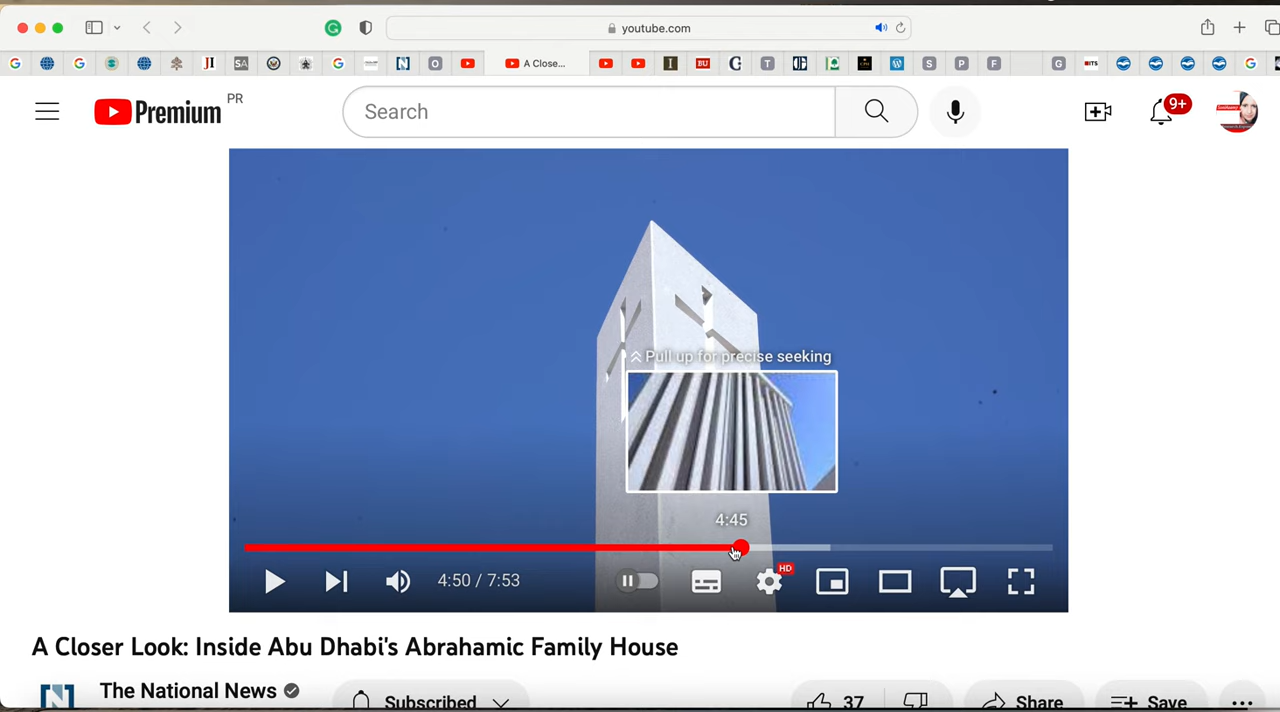 youtube.com
A Close...
Premium
PR
Search
9+
Pull up for precise seeking
4:45
4:50 / 7:53
HD
A Closer Look: Inside Abu Dhabi's Abrahamic Family House
The National News
Subscribed
37
Share
Save